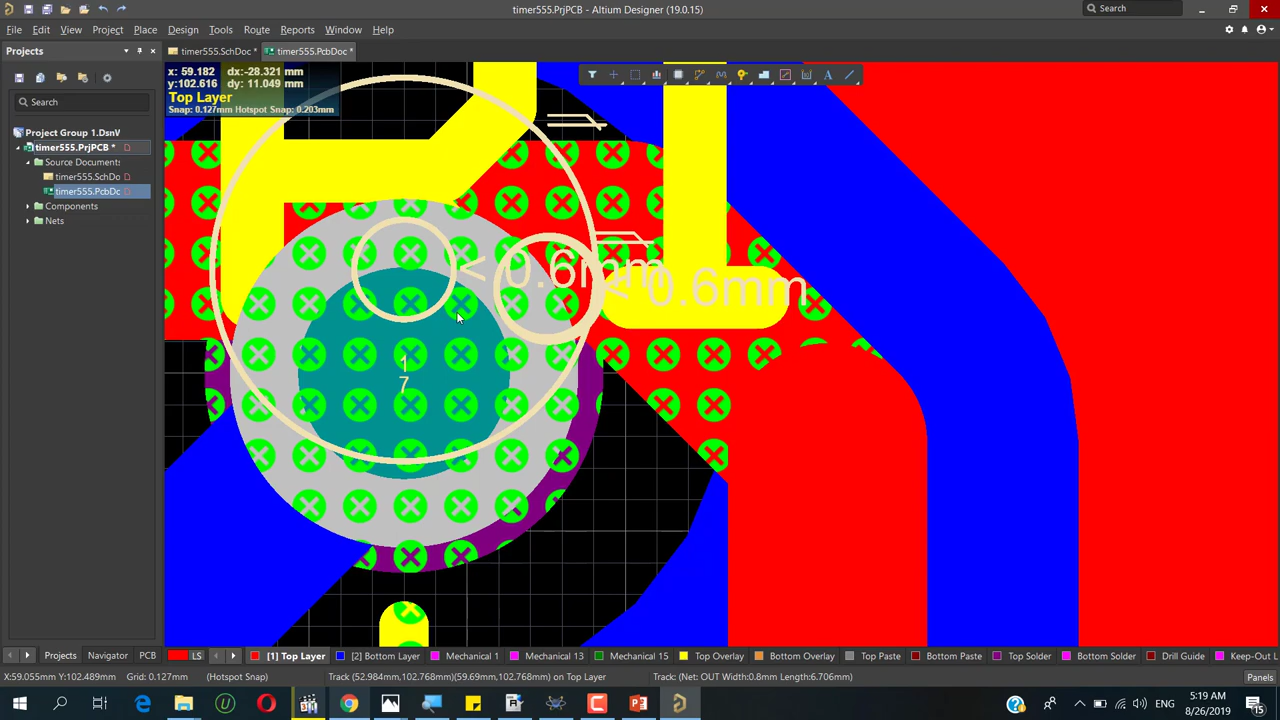 timer555.PrjPCB - Altium Designer (19.0.15)
Search
File Edit View Project Place Design Tools Route Reports Window Help
Projects
timer555.SchDoc *
timer555.PcbDoc *
x: 59.182 dx:-28.321 mm
y:102.616 dy: 11.049 mm
Top Layer
Snap: 0.127mm Hotspot Snap: 0.203mm
Search
Project Group 1.DsnV
timer555.PrjPCB *
Source Documents
timer555.SchDo
timer555.PcbDc
Components
Nets
< 0.6mm
< 0.6mm
1
7
Projects Navigator PCB
LS
[1] Top Layer
[2] Bottom Layer
Mechanical 1
Mechanical 13
Mechanical 15
Top Overlay
Bottom Overlay
Top Paste
Bottom Paste
Top Solder
Bottom Solder
Drill Guide
Keep-Out L
X:59.055mm Y:102.489mm Grid: 0.127mm (Hotspot Snap)
Track (52.984mm,102.768mm)(59.69mm,102.768mm) on Top Layer
Track: (Net: OUT Width:0.8mm Length:6.706mm)
Panels
ENG
5:19 AM
8/26/2019